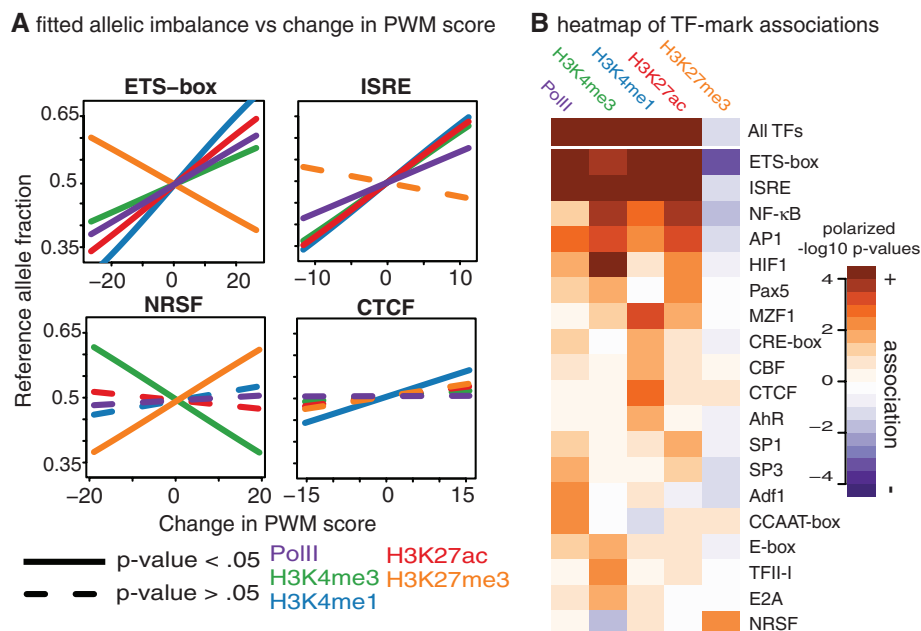 A fitted allelic imbalance vs change in PWM score
ETS-box
ISRE
0.65
0.5
0.35
−20
0
20
−10
−5
0
5
10
NRSF
CTCF
0.65
0.5
0.35
−20
0
20
−15
0
15
Reference allele fraction
Change in PWM score
p-value < .05
p-value > .05
PolII
H3K4me3
H3K4me1
H3K27ac
H3K27me3
B heatmap of TF-mark associations
PolII
H3K4me3
H3K4me1
H3K27ac
H3K27me3
All TFs
ETS-box
ISRE
NF-κB
AP1
HIF1
Pax5
MZF1
CRE-box
CBF
CTCF
AhR
SP1
SP3
Adf1
CCAAT-box
E-box
TFII-I
E2A
NRSF
polarized
-log10 p-values
4
2
0
−2
−4
+
association
-